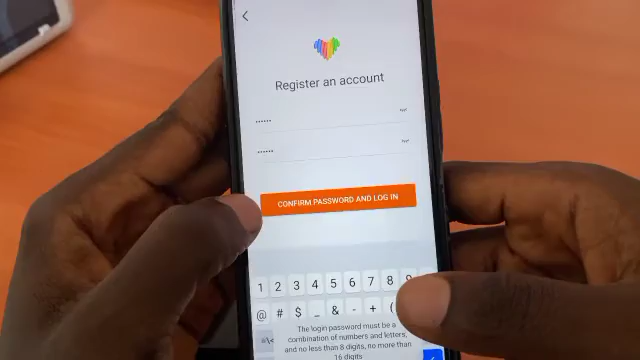 Register an account
······
······
CONFIRM PASSWORD AND LOG IN
1 2 3 4 5 6 7 8 9
@ # $ _ & - + (
=\<
The login password must be a
combination of numbers and letters,
and no less than 8 digits, no more than
16 digits